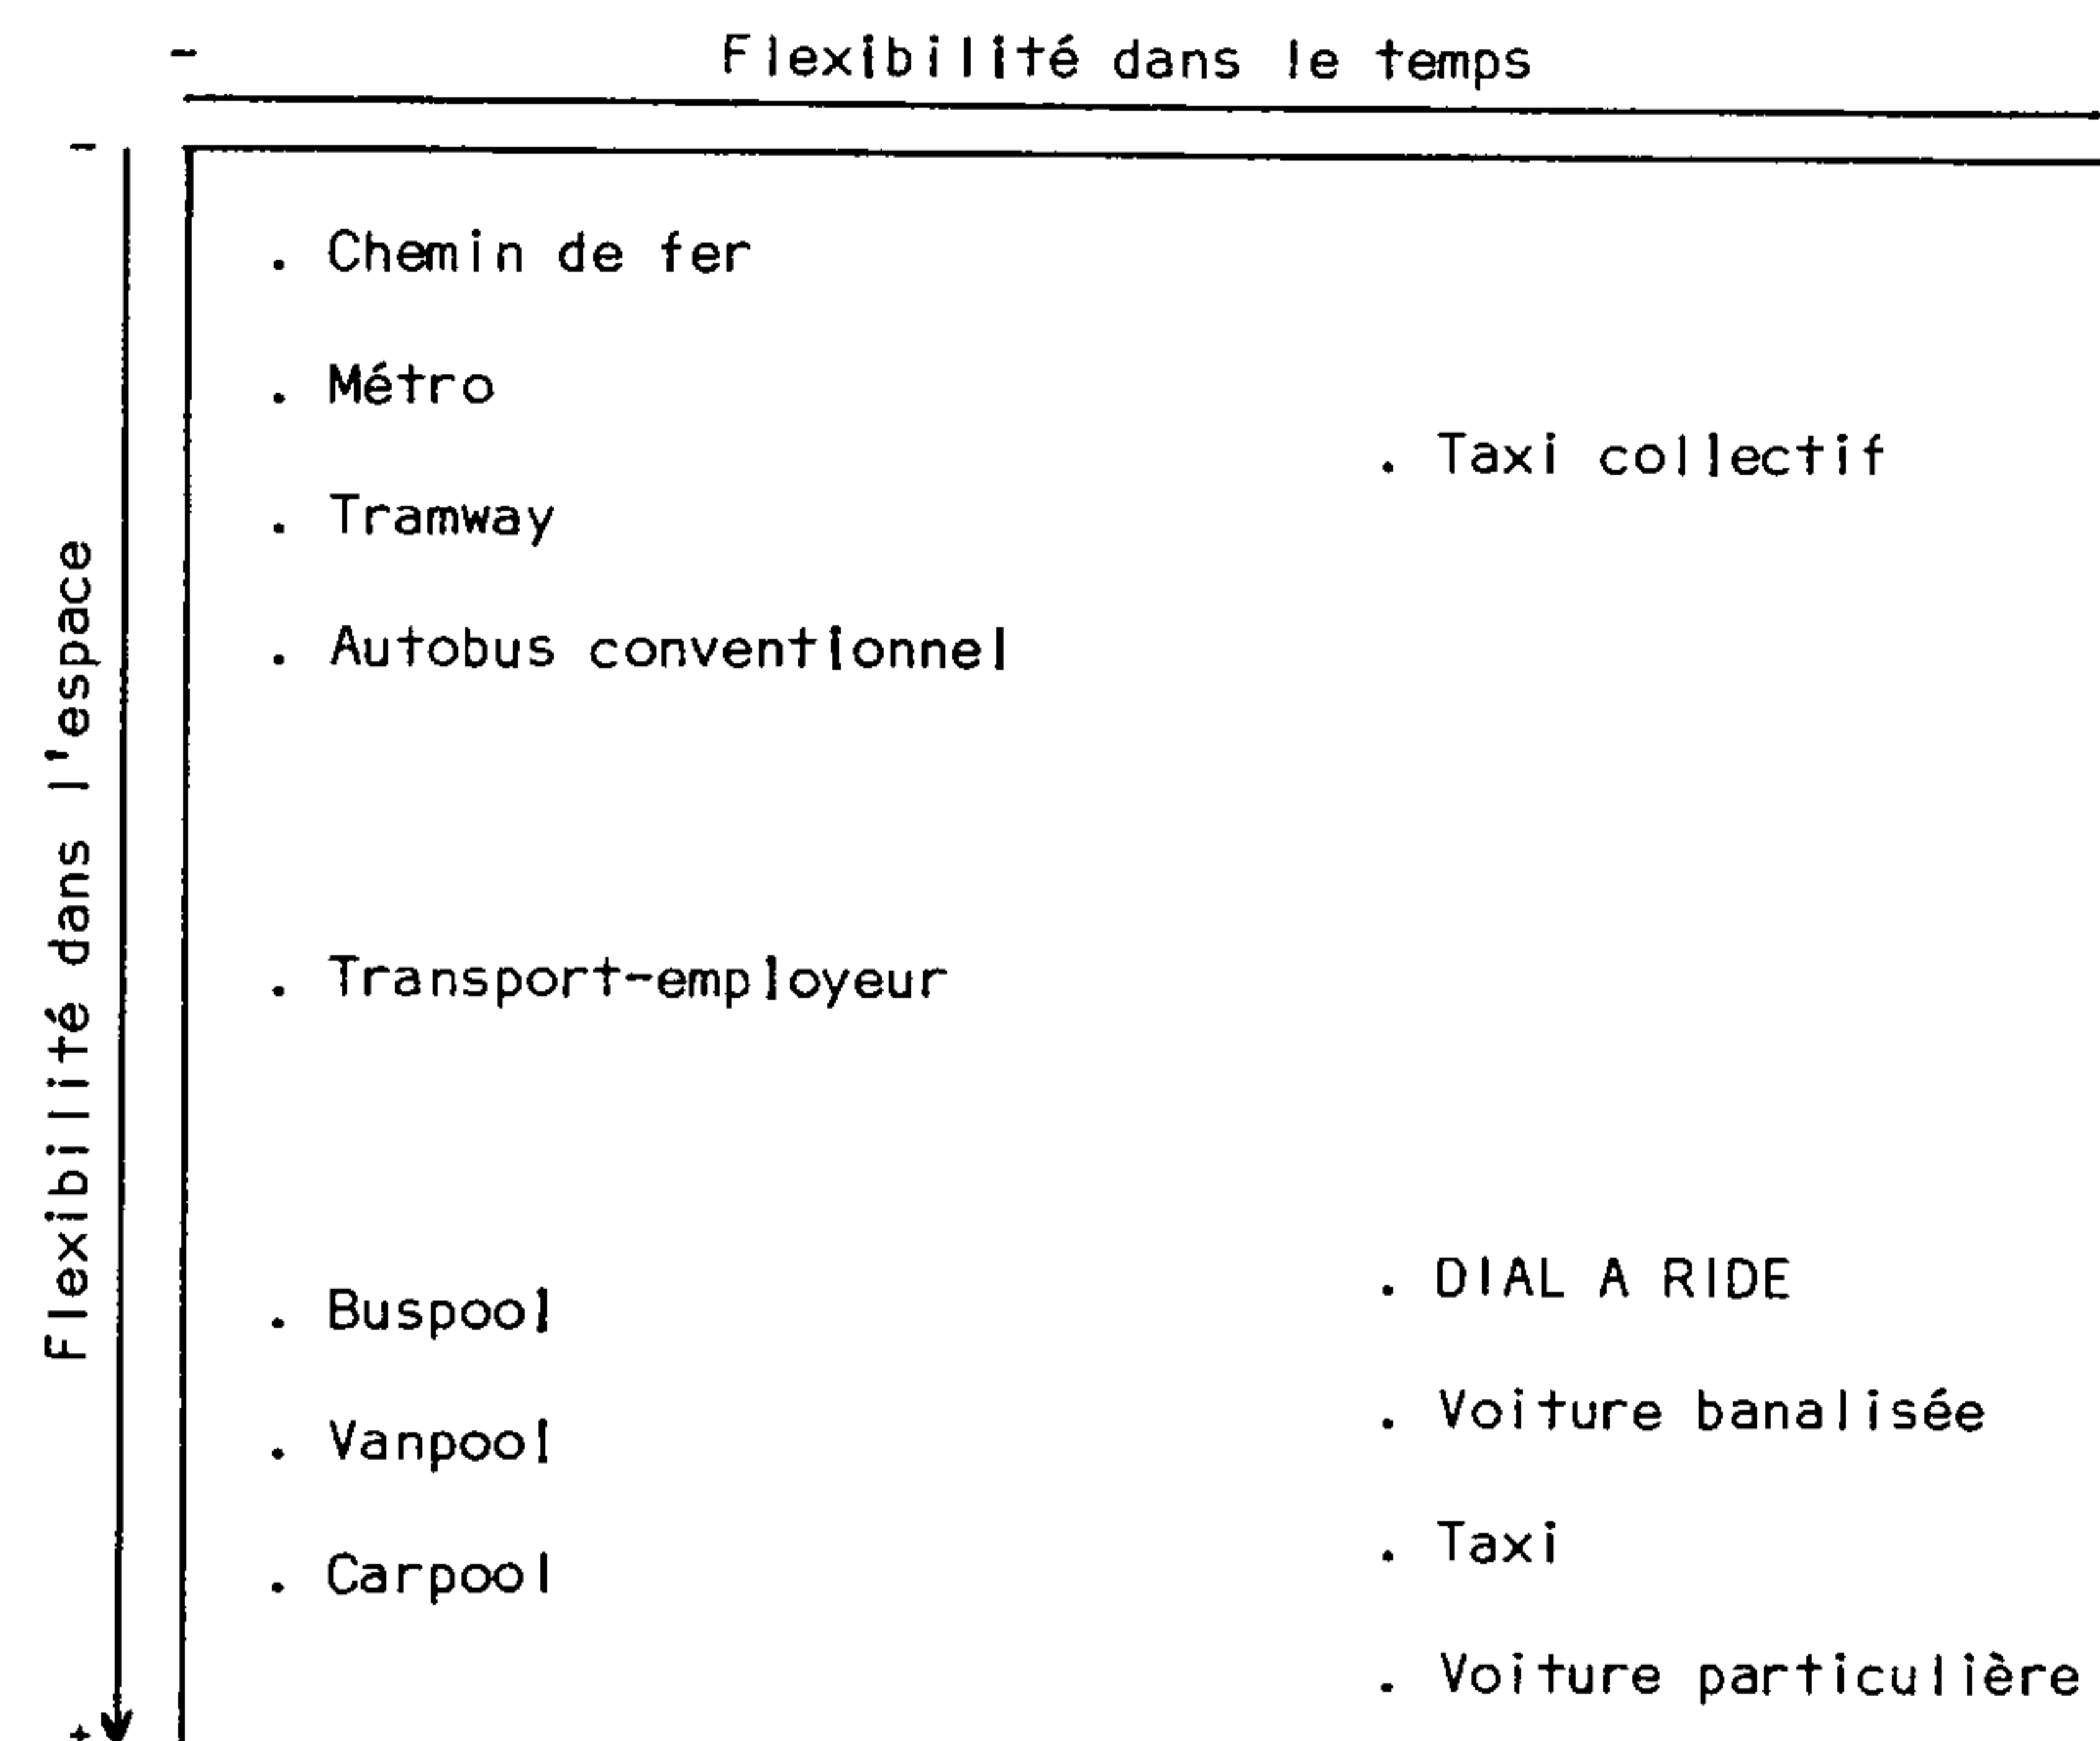 - Flexibilité dans le temps
-
. Chemin de fer
. Métro
. Taxi collectif
. Tramway
. Autobus conventionnel
Flexibilité dans l'espace
. Transport-employeur
. DIAL A RIDE
. Buspool
. Voiture banalisée
. Vanpool
. Taxi
. Carpool
. Voiture particulière
+